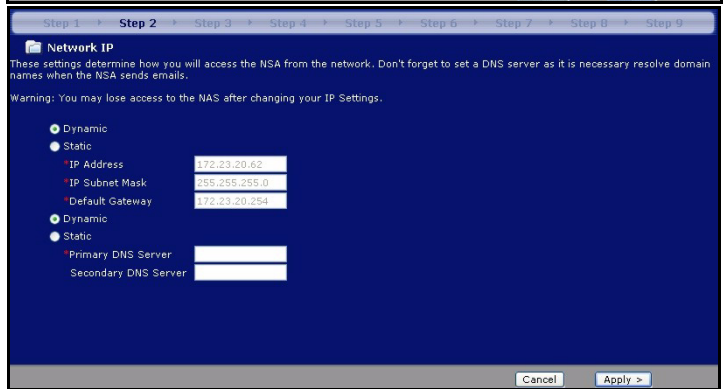 Step 1 Step 2 Step 3 Step 4 Step 5 Step 6 Step 7 Step 8 Step 9
Network IP
These settings determine how you will access the NSA from the network. Don't forget to set a DNS server as it is necessary resolve domain
names when the NSA sends emails.
Warning: You may lose access to the NAS after changing your IP Settings.
Dynamic
Static
*IP Address 172.23.20.62
*IP Subnet Mask 255.255.255.0
*Default Gateway 172.23.20.254
Dynamic
Static
*Primary DNS Server
Secondary DNS Server
Cancel Apply >